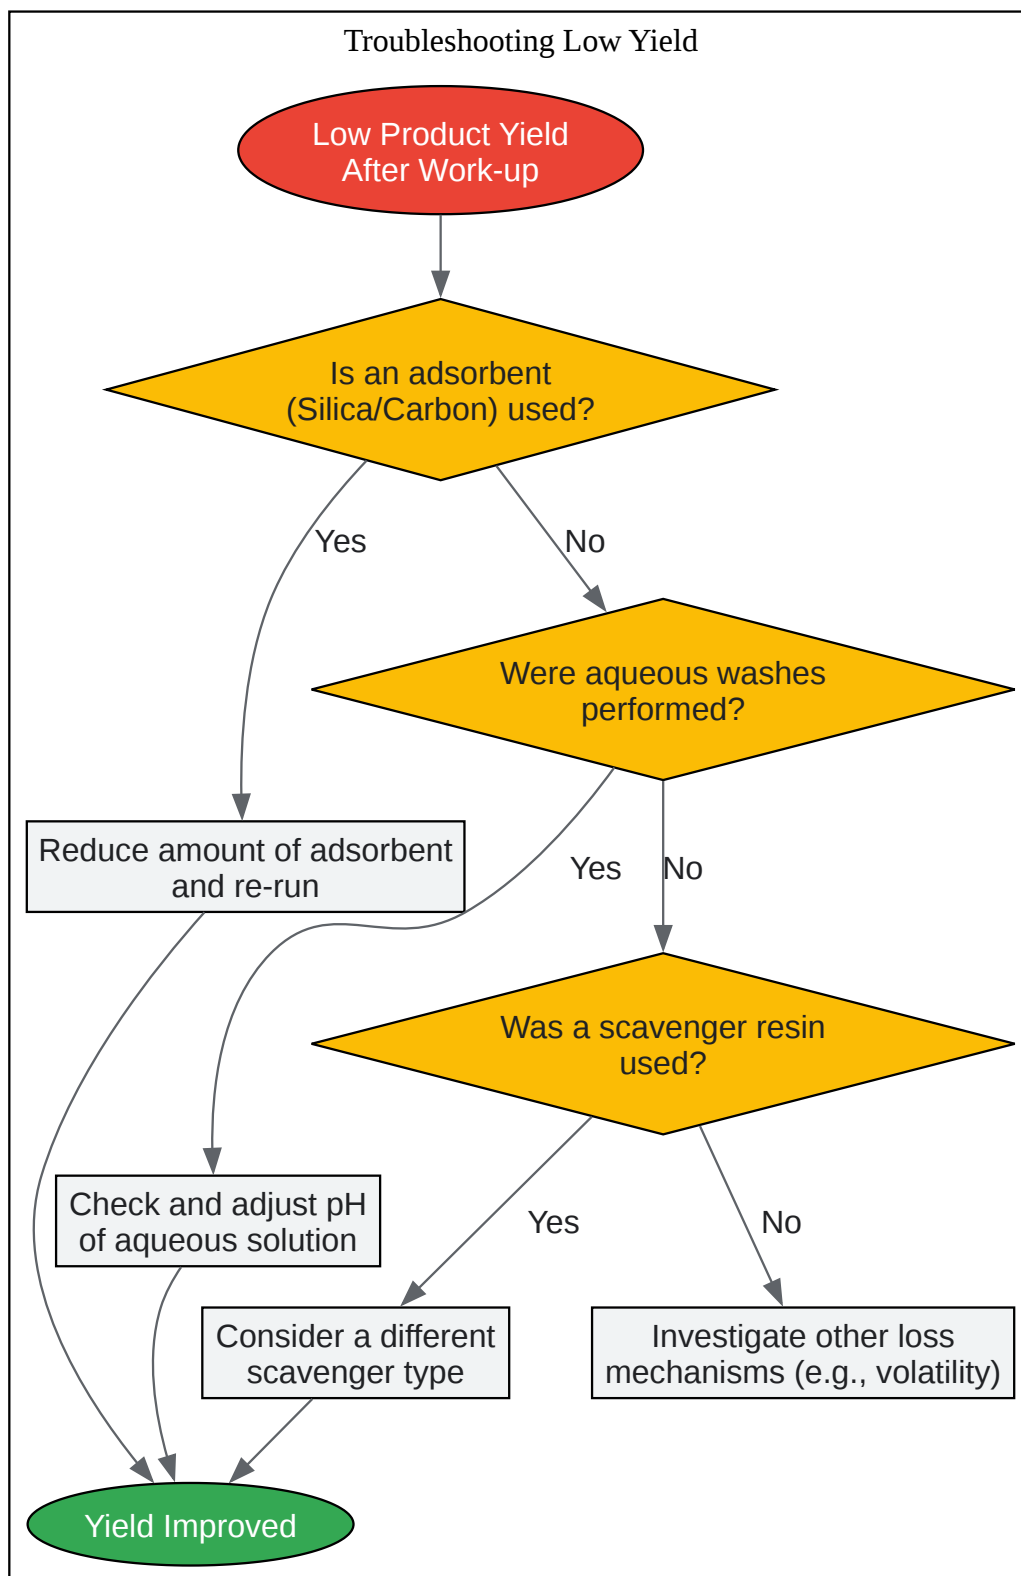 Troubleshooting Low Yield
Low Product Yield
After Work-up
Is an adsorbent
(Silica/Carbon) used?
Yes
No
Were aqueous washes
performed?
Reduce amount of adsorbent
and re-run
Yes
No
Was a scavenger resin
used?
Check and adjust pH
of aqueous solution
Yes
No
Consider a different
scavenger type
Investigate other loss
mechanisms (e.g., volatility)
Yield Improved